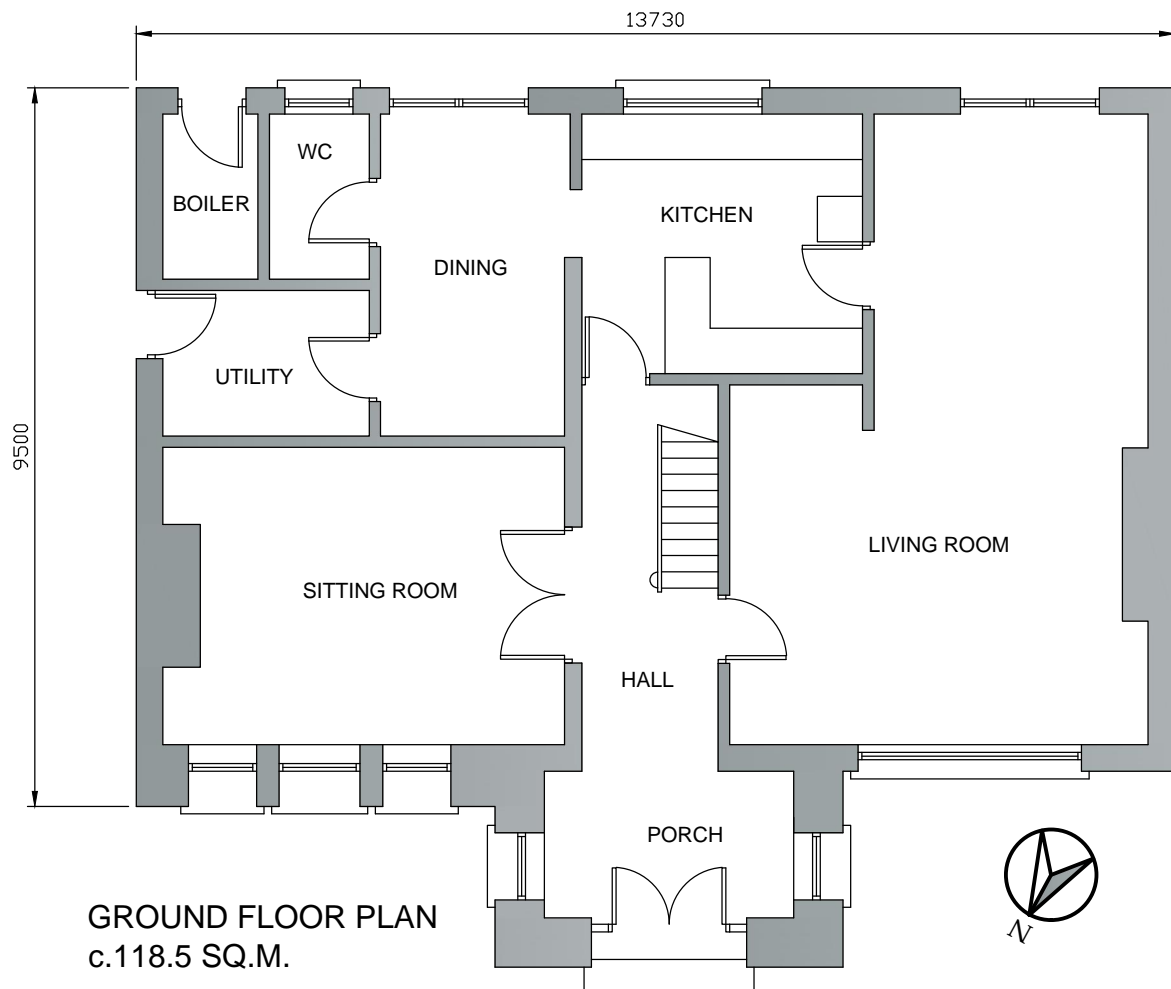 13730
WC
BOILER
KITCHEN
DINING
UTILITY
9500
LIVING ROOM
SITTING ROOM
HALL
PORCH
GROUND FLOOR PLAN
c.118.5 SQ.M.
N